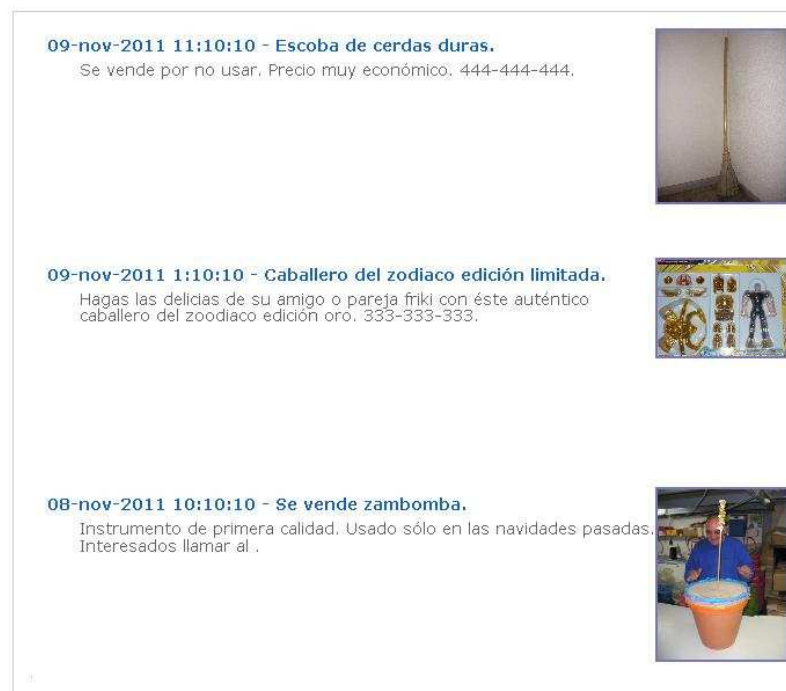 09-nov-2011 11:10:10 - Escoba de cerdas duras.
Se vende por no usar. Precio muy económico. 444-444-444.
09-nov-2011 1:10:10 - Caballero del zodiaco edición limitada.
Hagas las delicias de su amigo o pareja friki con éste auténtico
caballero del zoodiaco edición oro. 333-333-333.
08-nov-2011 10:10:10 - Se vende zambomba.
Instrumento de primera calidad. Usado sólo en las navidades pasadas.
Interesados llamar al .